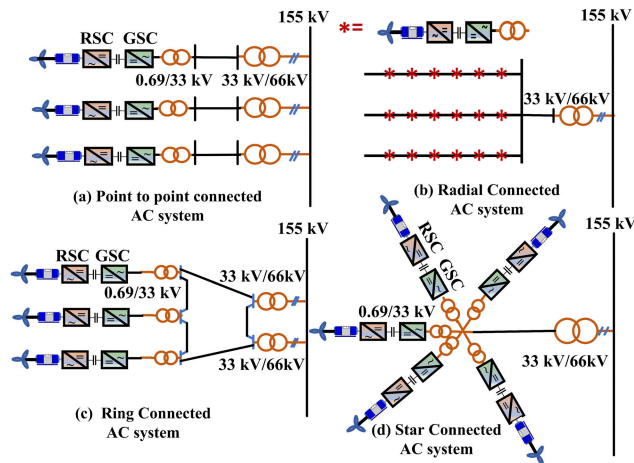 155 kV
RSC GSC
0.69/33 kV
33 kV/66kV
(a) Point to point connected
AC system
155 kV
*=
33 kV/66kV
(b) Radial Connected
AC system
155 kV
RSC GSC
0.69/33 kV
33 kV/66kV
33 kV/66kV
(c) Ring Connected
AC system
155 kV
RSC
GSC
0.69/33 kV
33 kV/66kV
(d) Star Connected
AC system